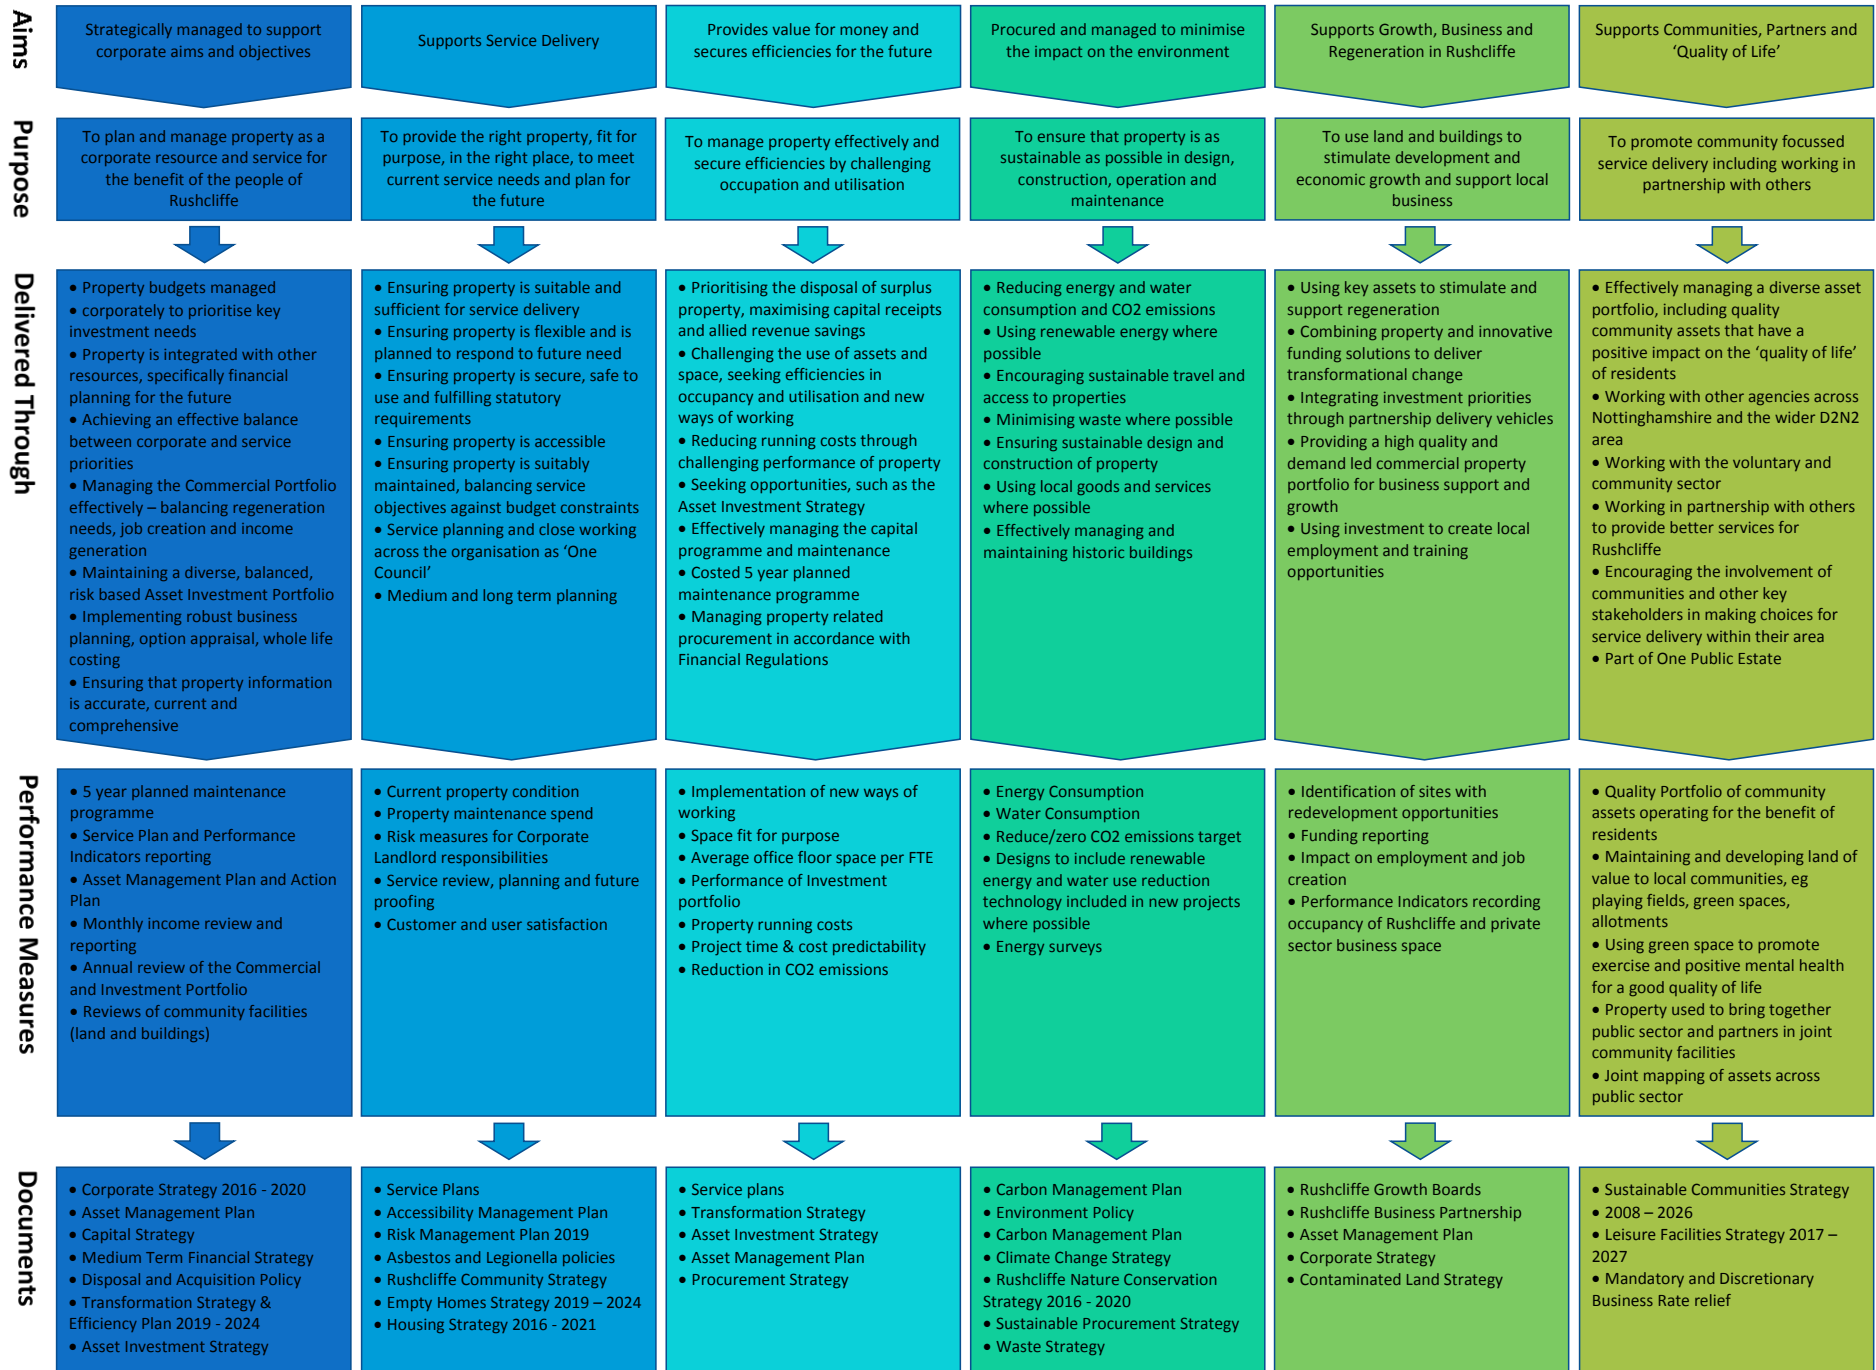 Aims
Strategically managed to support
corporate aims and objectives
Supports Service Delivery
Provides value for money and
secures efficiencies for the future
Procured and managed to minimise
the impact on the environment
Supports Growth, Business and
Regeneration in Rushcliffe
Supports Communities, Partners and
‘Quality of Life’
Purpose
To plan and manage property as a
corporate resource and service for
the benefit of the people of
Rushcliffe
To provide the right property, fit for
purpose, in the right place, to meet
current service needs and plan for
the future
To manage property effectively and
secure efficiencies by challenging
occupation and utilisation
To ensure that property is as
sustainable as possible in design,
construction, operation and
maintenance
To use land and buildings to
stimulate development and
economic growth and support local
business
To promote community focussed
service delivery including working in
partnership with others
Delivered Through
• Property budgets managed
• corporately to prioritise key
investment needs
• Property is integrated with other
resources, specifically financial
planning for the future
• Achieving an effective balance
between corporate and service
priorities
• Managing the Commercial Portfolio
effectively – balancing regeneration
needs, job creation and income
generation
• Maintaining a diverse, balanced,
risk based Asset Investment Portfolio
• Implementing robust business
planning, option appraisal, whole life
costing
• Ensuring that property information
is accurate, current and
comprehensive
• Ensuring property is suitable and
sufficient for service delivery
• Ensuring property is flexible and is
planned to respond to future need
• Ensuring property is secure, safe to
use and fulfilling statutory
requirements
• Ensuring property is accessible
• Ensuring property is suitably
maintained, balancing service
objectives against budget constraints
• Service planning and close working
across the organisation as ‘One
Council’
• Medium and long term planning
• Prioritising the disposal of surplus
property, maximising capital receipts
and allied revenue savings
• Challenging the use of assets and
space, seeking efficiencies in
occupancy and utilisation and new
ways of working
• Reducing running costs through
challenging performance of property
• Seeking opportunities, such as the
Asset Investment Strategy
• Effectively managing the capital
programme and maintenance
• Costed 5 year planned
maintenance programme
• Managing property related
procurement in accordance with
Financial Regulations
• Reducing energy and water
consumption and CO2 emissions
• Using renewable energy where
possible
• Encouraging sustainable travel and
access to properties
• Minimising waste where possible
• Ensuring sustainable design and
construction of property
• Using local goods and services
where possible
• Effectively managing and
maintaining historic buildings
• Using key assets to stimulate and
support regeneration
• Combining property and innovative
funding solutions to deliver
transformational change
• Integrating investment priorities
through partnership delivery vehicles
• Providing a high quality and
demand led commercial property
portfolio for business support and
growth
• Using investment to create local
employment and training
opportunities
• Effectively managing a diverse asset
portfolio, including quality
community assets that have a
positive impact on the ‘quality of life’
of residents
• Working with other agencies across
Nottinghamshire and the wider D2N2
area
• Working with the voluntary and
community sector
• Working in partnership with others
to provide better services for
Rushcliffe
• Encouraging the involvement of
communities and other key
stakeholders in making choices for
service delivery within their area
• Part of One Public Estate
Performance Measures
• 5 year planned maintenance
programme
• Service Plan and Performance
Indicators reporting
• Asset Management Plan and Action
Plan
• Monthly income review and
reporting
• Annual review of the Commercial
and Investment Portfolio
• Reviews of community facilities
(land and buildings)
• Current property condition
• Property maintenance spend
• Risk measures for Corporate
Landlord responsibilities
• Service review, planning and future
proofing
• Customer and user satisfaction
• Implementation of new ways of
working
• Space fit for purpose
• Average office floor space per FTE
• Performance of Investment
portfolio
• Property running costs
• Project time & cost predictability
• Reduction in CO2 emissions
• Energy Consumption
• Water Consumption
• Reduce/zero CO2 emissions target
• Designs to include renewable
energy and water use reduction
technology included in new projects
where possible
• Energy surveys
• Identification of sites with
redevelopment opportunities
• Funding reporting
• Impact on employment and job
creation
• Performance Indicators recording
occupancy of Rushcliffe and private
sector business space
• Quality Portfolio of community
assets operating for the benefit of
residents
• Maintaining and developing land of
value to local communities, eg
playing fields, green spaces,
allotments
• Using green space to promote
exercise and positive mental health
for a good quality of life
• Property used to bring together
public sector and partners in joint
community facilities
• Joint mapping of assets across
public sector
Documents
• Corporate Strategy 2016 - 2020
• Asset Management Plan
• Capital Strategy
• Medium Term Financial Strategy
• Disposal and Acquisition Policy
• Transformation Strategy &
Efficiency Plan 2019 - 2024
• Asset Investment Strategy
• Service Plans
• Accessibility Management Plan
• Risk Management Plan 2019
• Asbestos and Legionella policies
• Rushcliffe Community Strategy
• Empty Homes Strategy 2019 – 2024
• Housing Strategy 2016 - 2021
• Service plans
• Transformation Strategy
• Asset Investment Strategy
• Asset Management Plan
• Procurement Strategy
• Carbon Management Plan
• Environment Policy
• Carbon Management Plan
• Climate Change Strategy
• Rushcliffe Nature Conservation
Strategy 2016 - 2020
• Sustainable Procurement Strategy
• Waste Strategy
• Rushcliffe Growth Boards
• Rushcliffe Business Partnership
• Asset Management Plan
• Corporate Strategy
• Contaminated Land Strategy
• Sustainable Communities Strategy
• 2008 – 2026
• Leisure Facilities Strategy 2017 –
2027
• Mandatory and Discretionary
Business Rate relief